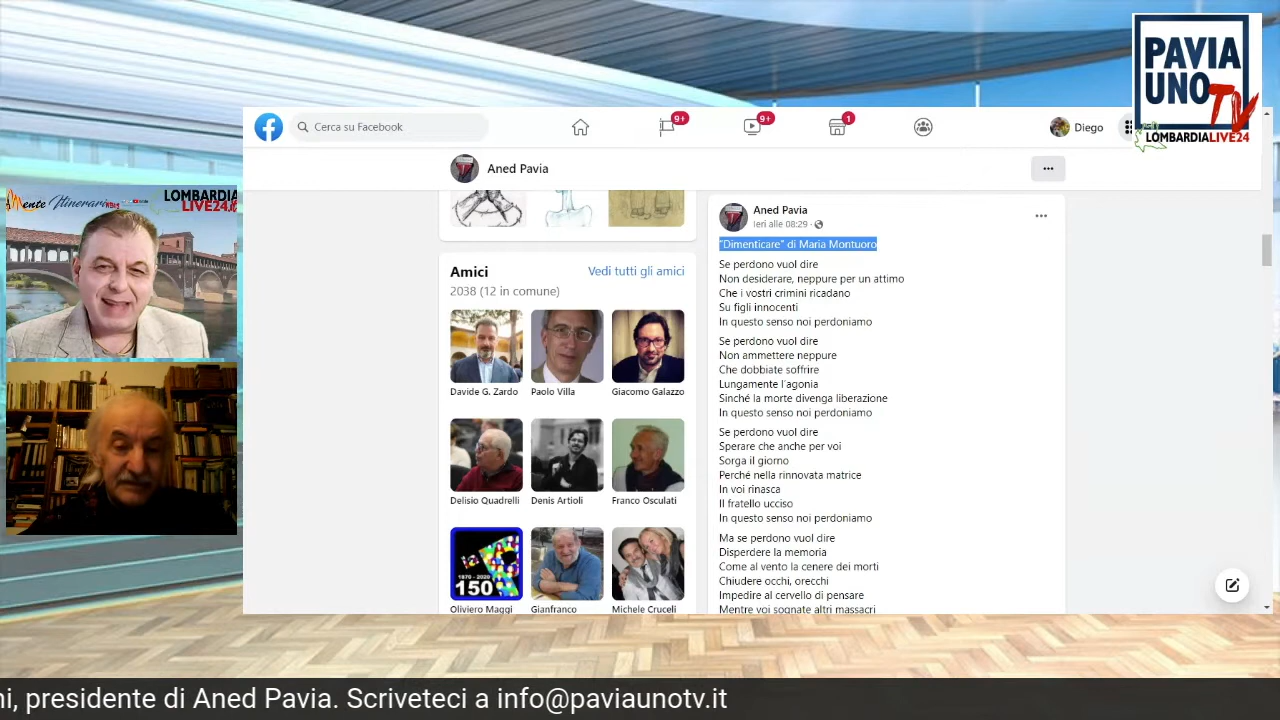 PAVIA
UNO TV
LOMBARDIALIVE24
Cerca su Facebook
9+
9+
1
Diego
Aned Pavia
Mente Itinerari
LOMBARDIA
LIVE24
Amici
Vedi tutti gli amici
2038 (12 in comune)
Davide G. Zardo
Paolo Villa
Giacomo Galazzo
Delisio Quadrelli
Denis Artioli
Franco Osculati
1870 - 2020
150
Oliviero Maggi
Gianfranco
Michele Cruceli
Aned Pavia
Ieri alle 08:29 ·
"Dimenticare" di Maria Montuoro
Se perdono vuol dire
Non desiderare, neppure per un attimo
Che i vostri crimini ricadano
Su figli innocenti
In questo senso noi perdoniamo
Se perdono vuol dire
Non ammettere neppure
Che dobbiate soffrire
Lungamente l'agonia
Sinché la morte divenga liberazione
In questo senso noi perdoniamo
Se perdono vuol dire
Sperare che anche per voi
Sorga il giorno
Perché nella rinnovata matrice
In voi rinasca
Il fratello ucciso
In questo senso noi perdoniamo
Ma se perdono vuol dire
Disperdere la memoria
Come al vento la cenere dei morti
Chiudere occhi, orecchi
Impedire al cervello di pensare
Mentre voi sognate altri massacri
ni, presidente di Aned Pavia. Scriveteci a info@paviaunotv.it